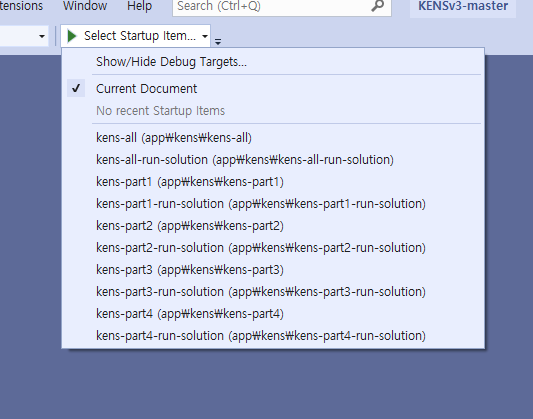 tensions Window Help Search (Ctrl+Q) KENSv3-master
Select Startup Item...
Show/Hide Debug Targets...
Current Document
No recent Startup Items
kens-all (app₩kens₩kens-all)
kens-all-run-solution (app₩kens₩kens-all-run-solution)
kens-part1 (app₩kens₩kens-part1)
kens-part1-run-solution (app₩kens₩kens-part1-run-solution)
kens-part2 (app₩kens₩kens-part2)
kens-part2-run-solution (app₩kens₩kens-part2-run-solution)
kens-part3 (app₩kens₩kens-part3)
kens-part3-run-solution (app₩kens₩kens-part3-run-solution)
kens-part4 (app₩kens₩kens-part4)
kens-part4-run-solution (app₩kens₩kens-part4-run-solution)